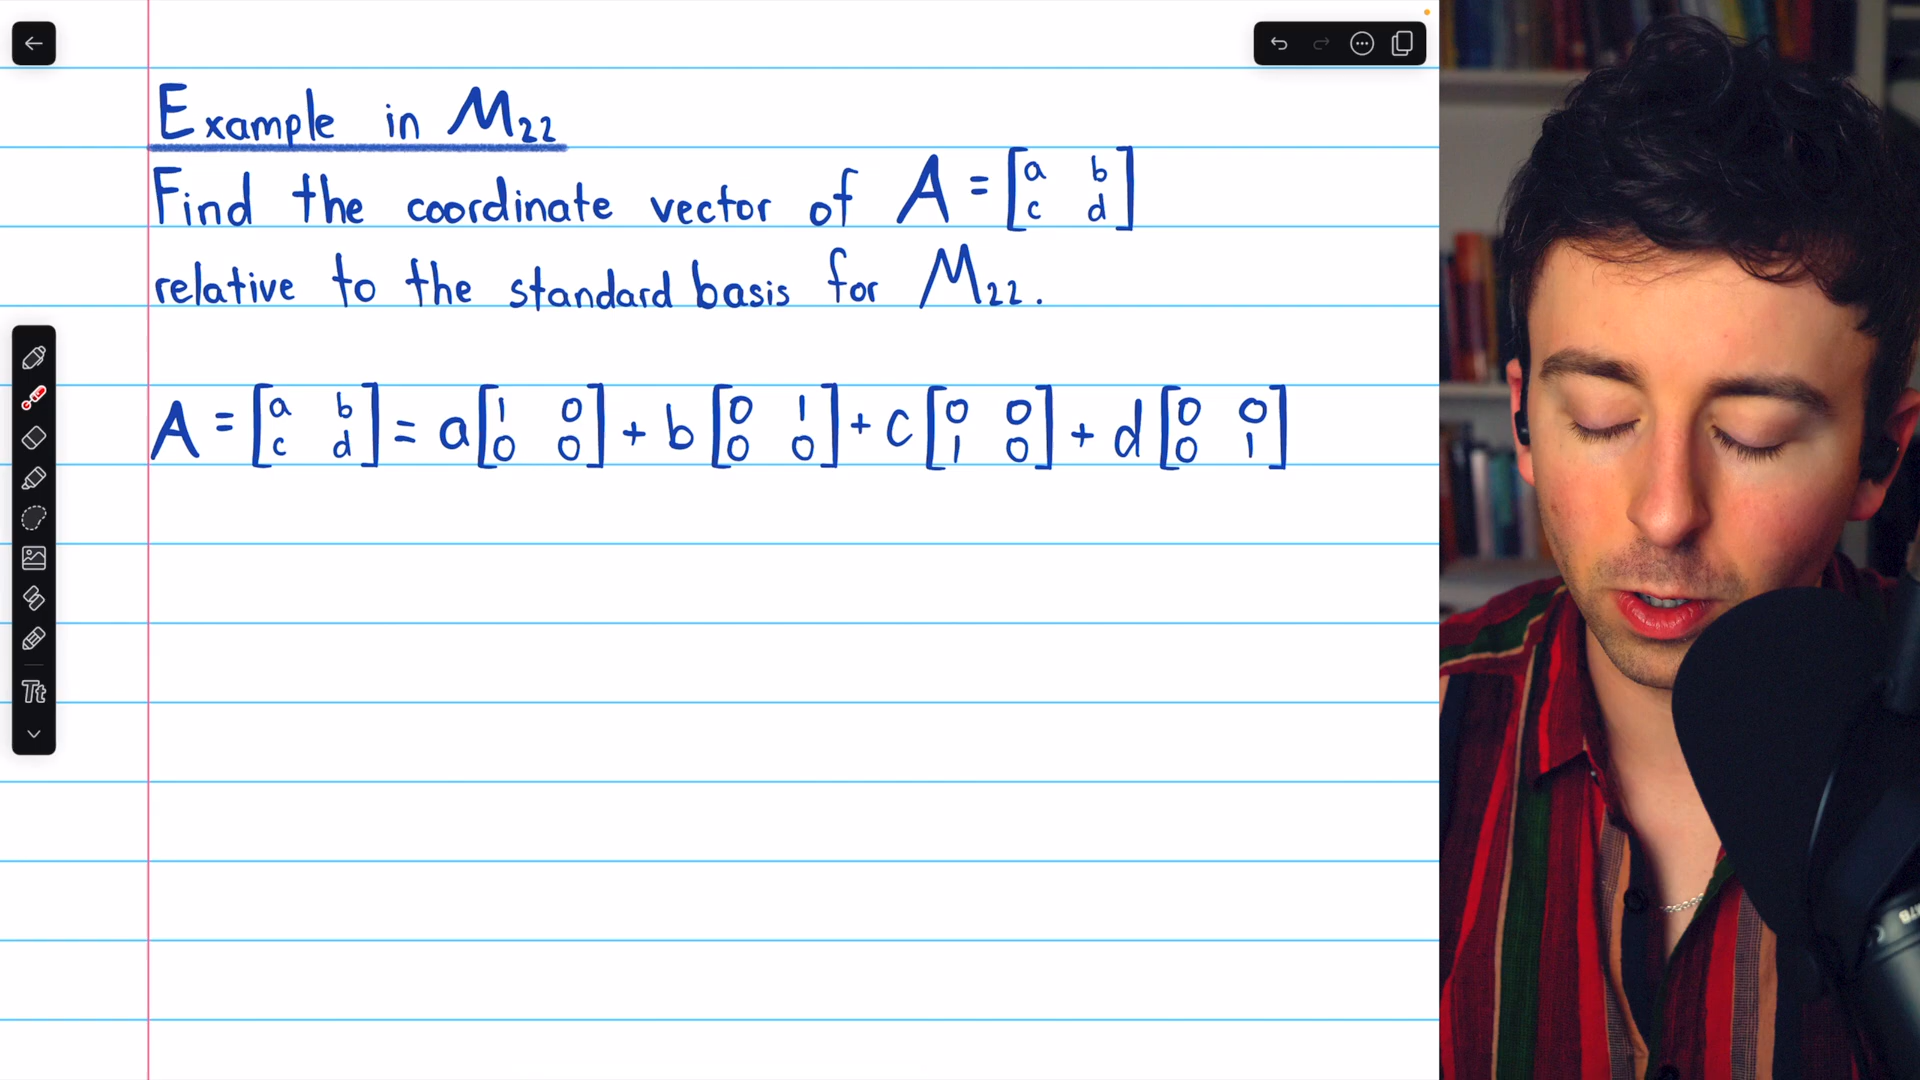 Example in M₂₂
Find the coordinate vector of A = [a b; c d]
relative to the standard basis for M₂₂.
A = [a b; c d] = a[1 0; 0 0] + b[0 1; 0 0] + c[0 0; 1 0] + d[0 0; 0 1]
Tt